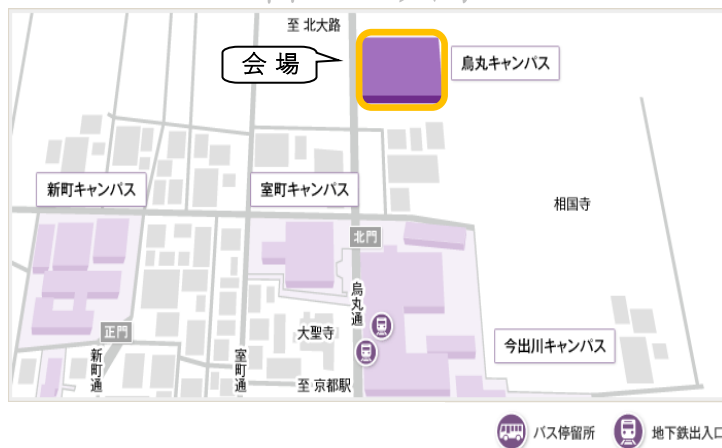 至 北大路
会 場
烏丸キャンパス
新町キャンパス
室町キャンパス
相国寺
北門
烏丸通
正門
大聖寺
今出川キャンパス
新町通
室町通
至 京都駅
バス停留所
地下鉄出入口